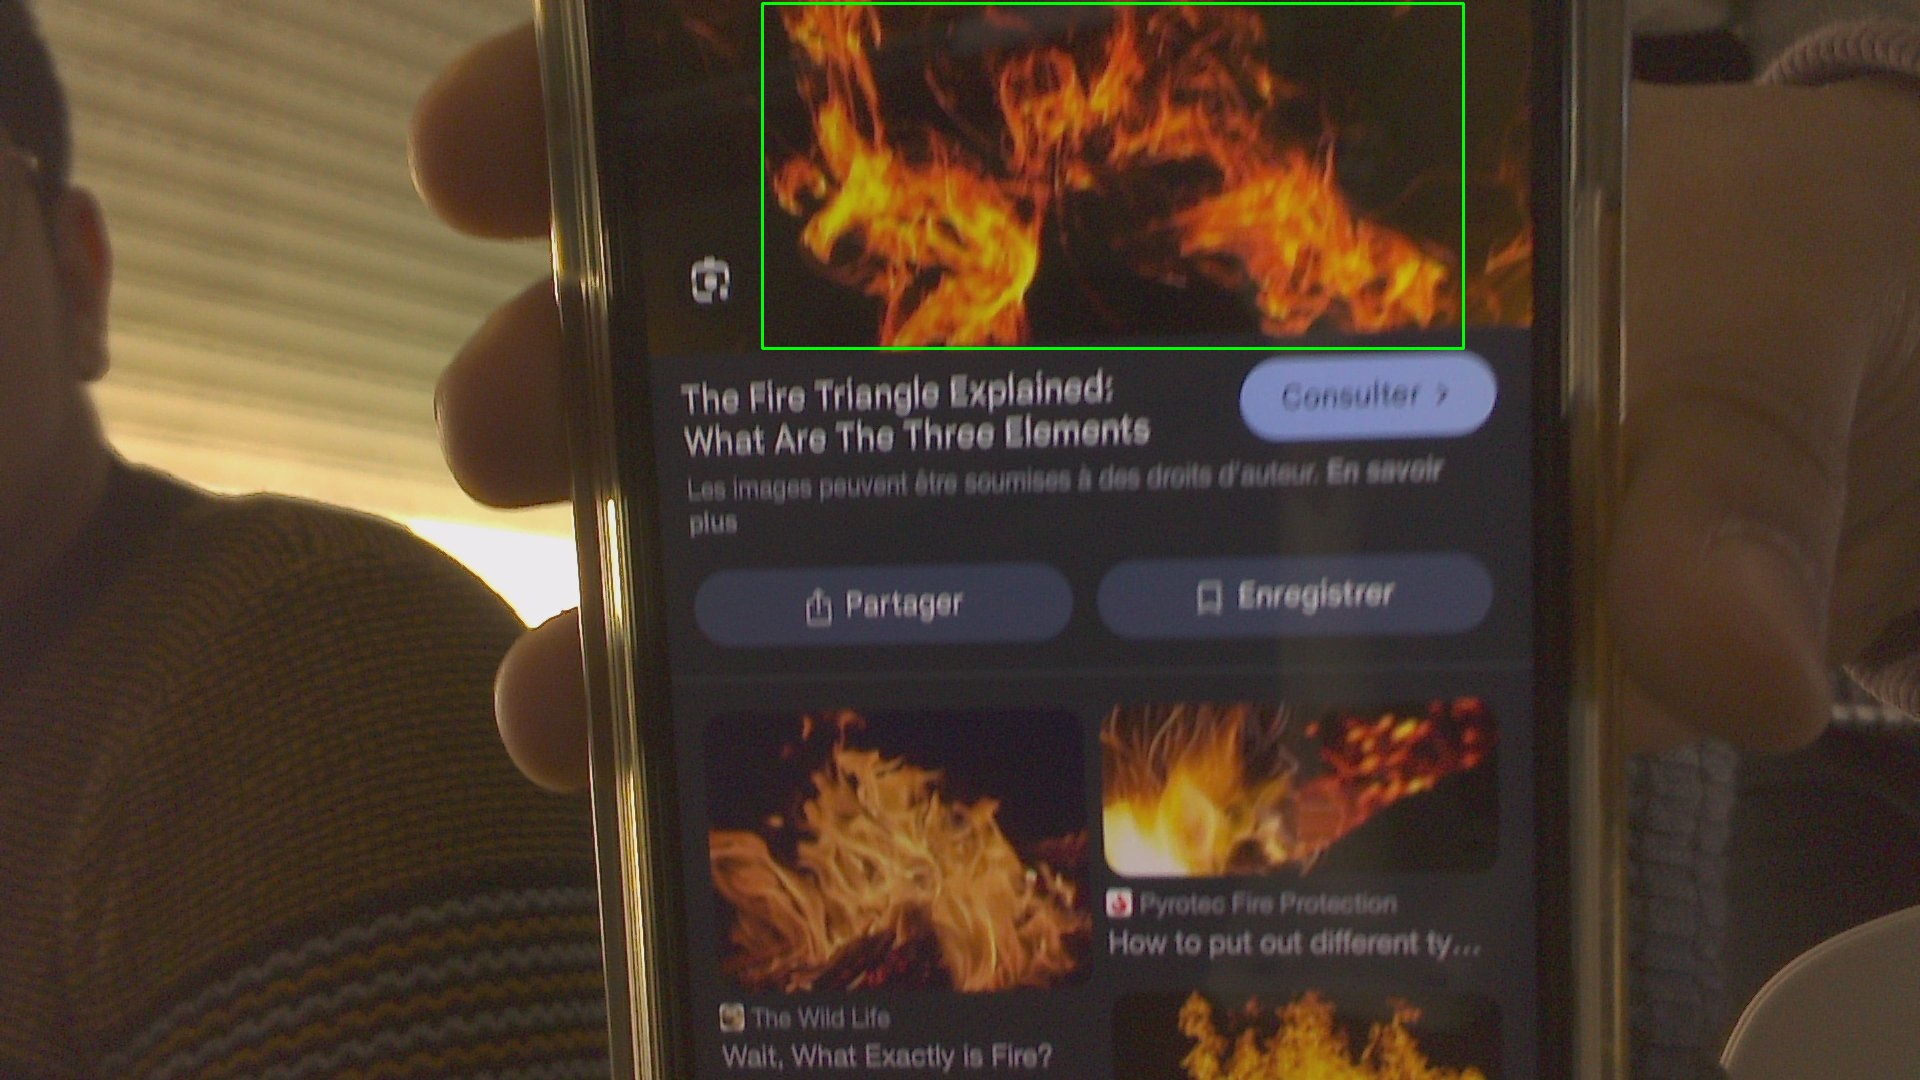 The Fire Triangle Explained:
What Are The Three Elements
Consulter
Les images peuvent être soumises à des droits d'auteur. En savoir
plus
Partager
Enregistrer
Pyrotec Fire Protection
How to put out different ty...
The Wild Life
Wait, What Exactly is Fire?